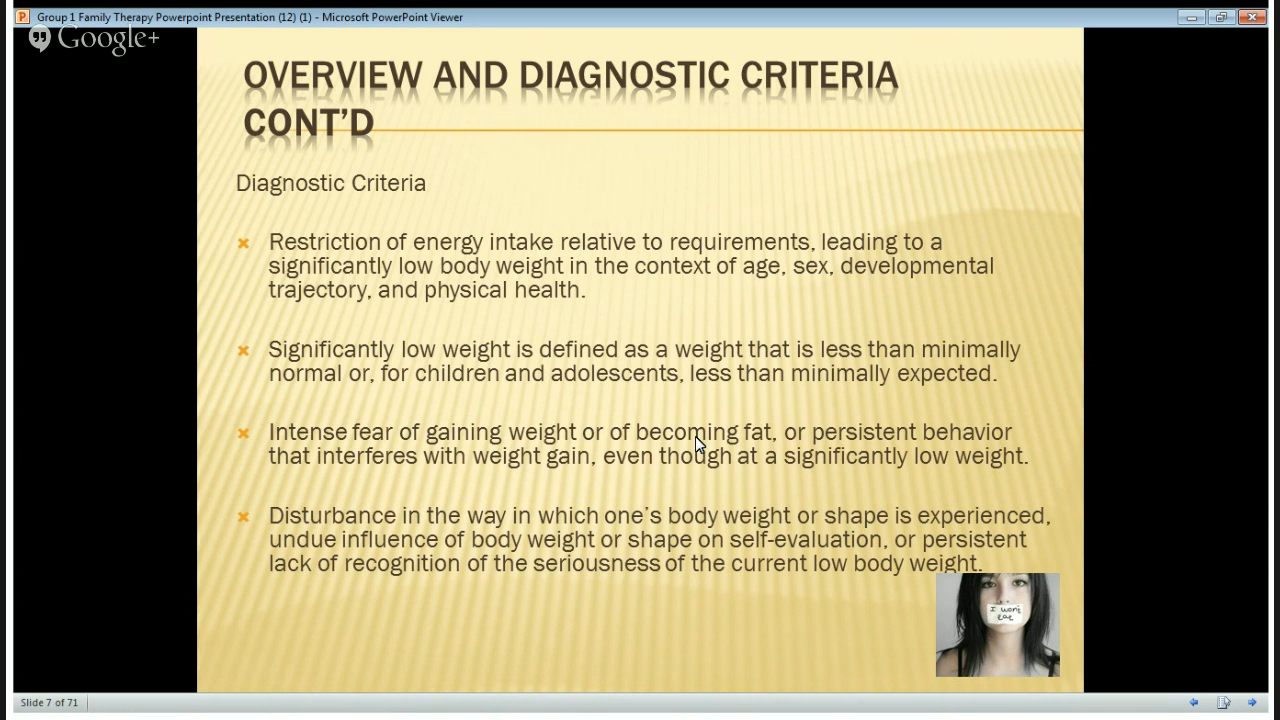 Group 1 Family Therapy Powerpoint Presentation (12) (1) - Microsoft PowerPoint Viewer
Google+
OVERVIEW AND DIAGNOSTIC CRITERIA
CONT'D
Diagnostic Criteria
Restriction of energy intake relative to requirements, leading to a
significantly low body weight in the context of age, sex, developmental
trajectory, and physical health.
Significantly low weight is defined as a weight that is less than minimally
normal or, for children and adolescents, less than minimally expected.
Intense fear of gaining weight or of becoming fat, or persistent behavior
that interferes with weight gain, even though at a significantly low weight.
Disturbance in the way in which one's body weight or shape is experienced,
undue influence of body weight or shape on self-evaluation, or persistent
lack of recognition of the seriousness of the current low body weight.
I won't
eat
Slide 7 of 71